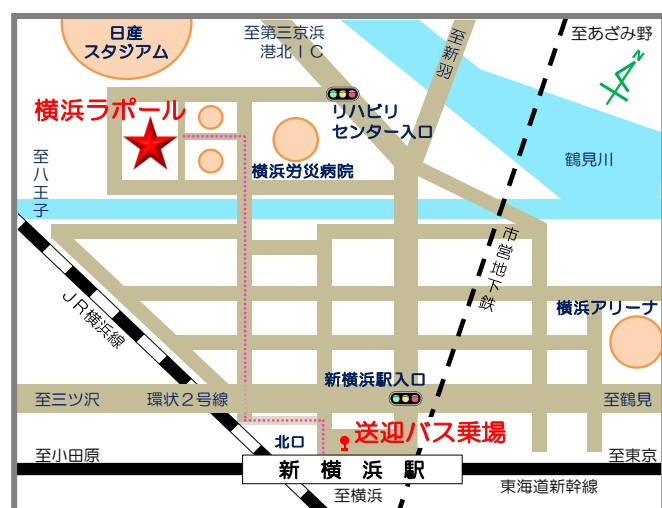 日産
スタジアム
至第三京浜
港北ＩＣ
至新羽
至あざみ野
N
横浜ラポール
リハビリ
センター入口
至八王子
横浜労災病院
鶴見川
市営地下鉄
ＪＲ横浜線
横浜アリーナ
新横浜駅入口
至三ツ沢
環状２号線
至鶴見
北口
送迎バス乗場
至小田原
新横浜駅
至東京
至横浜
東海道新幹線